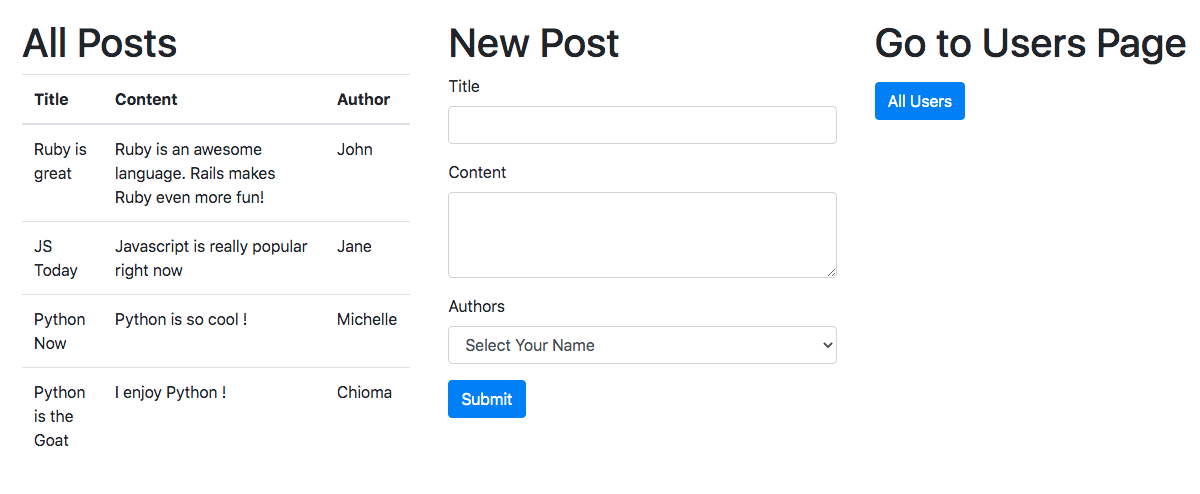 All Posts
Title Content Author
Ruby is great Ruby is an awesome language. Rails makes Ruby even more fun! John
JS Today Javascript is really popular right now Jane
Python Now Python is so cool ! Michelle
Python is the Goat I enjoy Python ! Chioma
New Post
Title
Content
Authors
Select Your Name
Submit
Go to Users Page
All Users